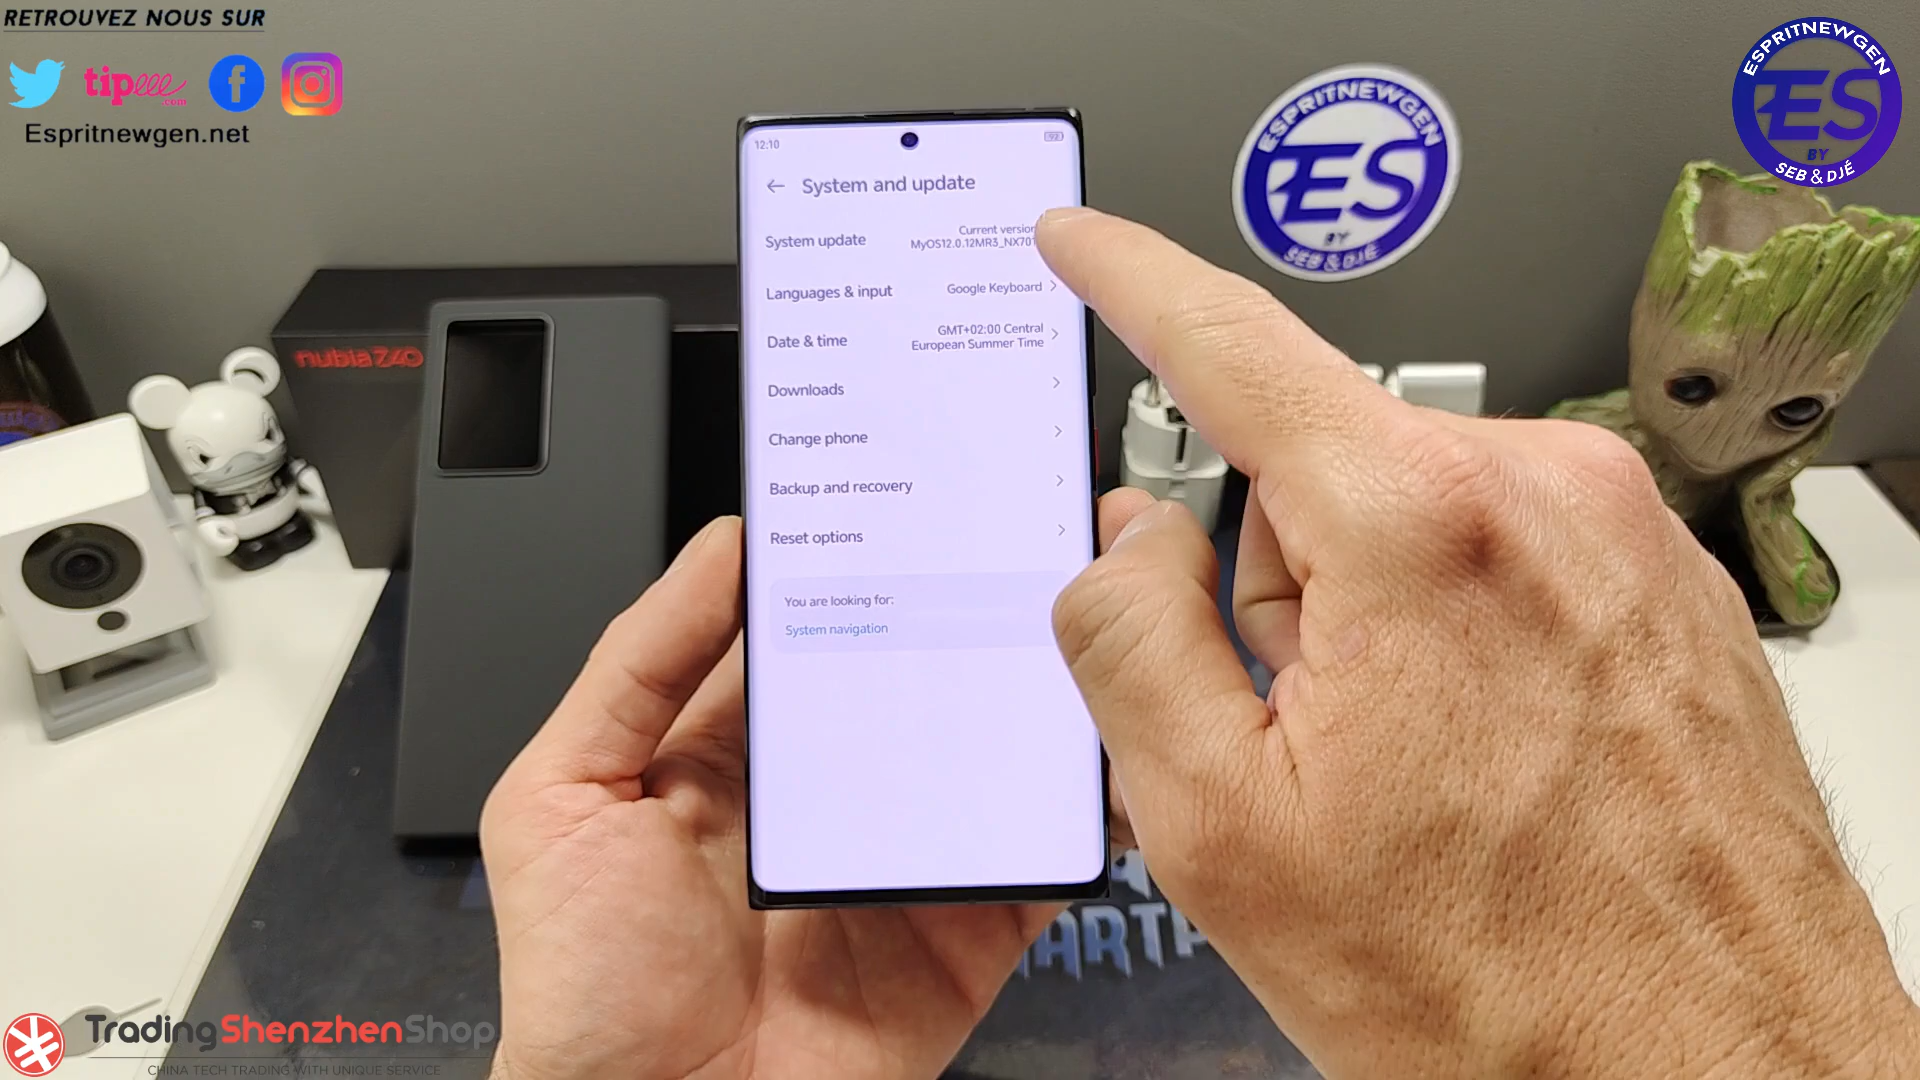 RETROUVEZ NOUS SUR
tipeee
.com
Espritnewgen.net
ESPRITNEWGEN
ES
BY
SEB & DJÉ
ESPRITNEWGEN
ES
BY
SEB & DJÉ
nubia Z40
12:10
92
System and update
System update
Current version
MyOS12.0.12MR3_NX701
Languages & input
Google Keyboard
Date & time
GMT+02:00 Central
European Summer Time
Downloads
Change phone
Backup and recovery
Reset options
You are looking for:
System navigation
TradingShenzhenShop
CHINA TECH TRADING WITH UNIQUE SERVICE